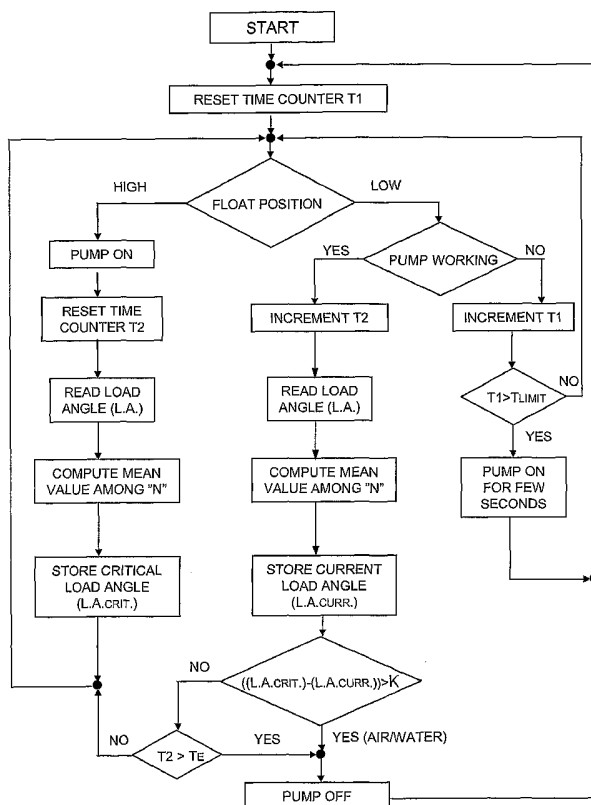 START
RESET TIME COUNTER T1
FLOAT POSITION
HIGH
LOW
PUMP ON
PUMP WORKING
YES
NO
RESET TIME
COUNTER T2
INCREMENT T2
INCREMENT T1
READ LOAD
ANGLE (L.A.)
READ LOAD
ANGLE (L.A.)
T1>TLIMIT
NO
YES
COMPUTE MEAN
VALUE AMONG "N"
COMPUTE MEAN
VALUE AMONG "N"
PUMP ON
FOR FEW
SECONDS
STORE CRITICAL
LOAD ANGLE
(L.A.CRIT.)
STORE CURRENT
LOAD ANGLE
(L.A.CURR.)
((L.A.CRIT.)-(L.A.CURR.))>K
NO
YES (AIR/WATER)
T2 > TE
NO
YES
PUMP OFF